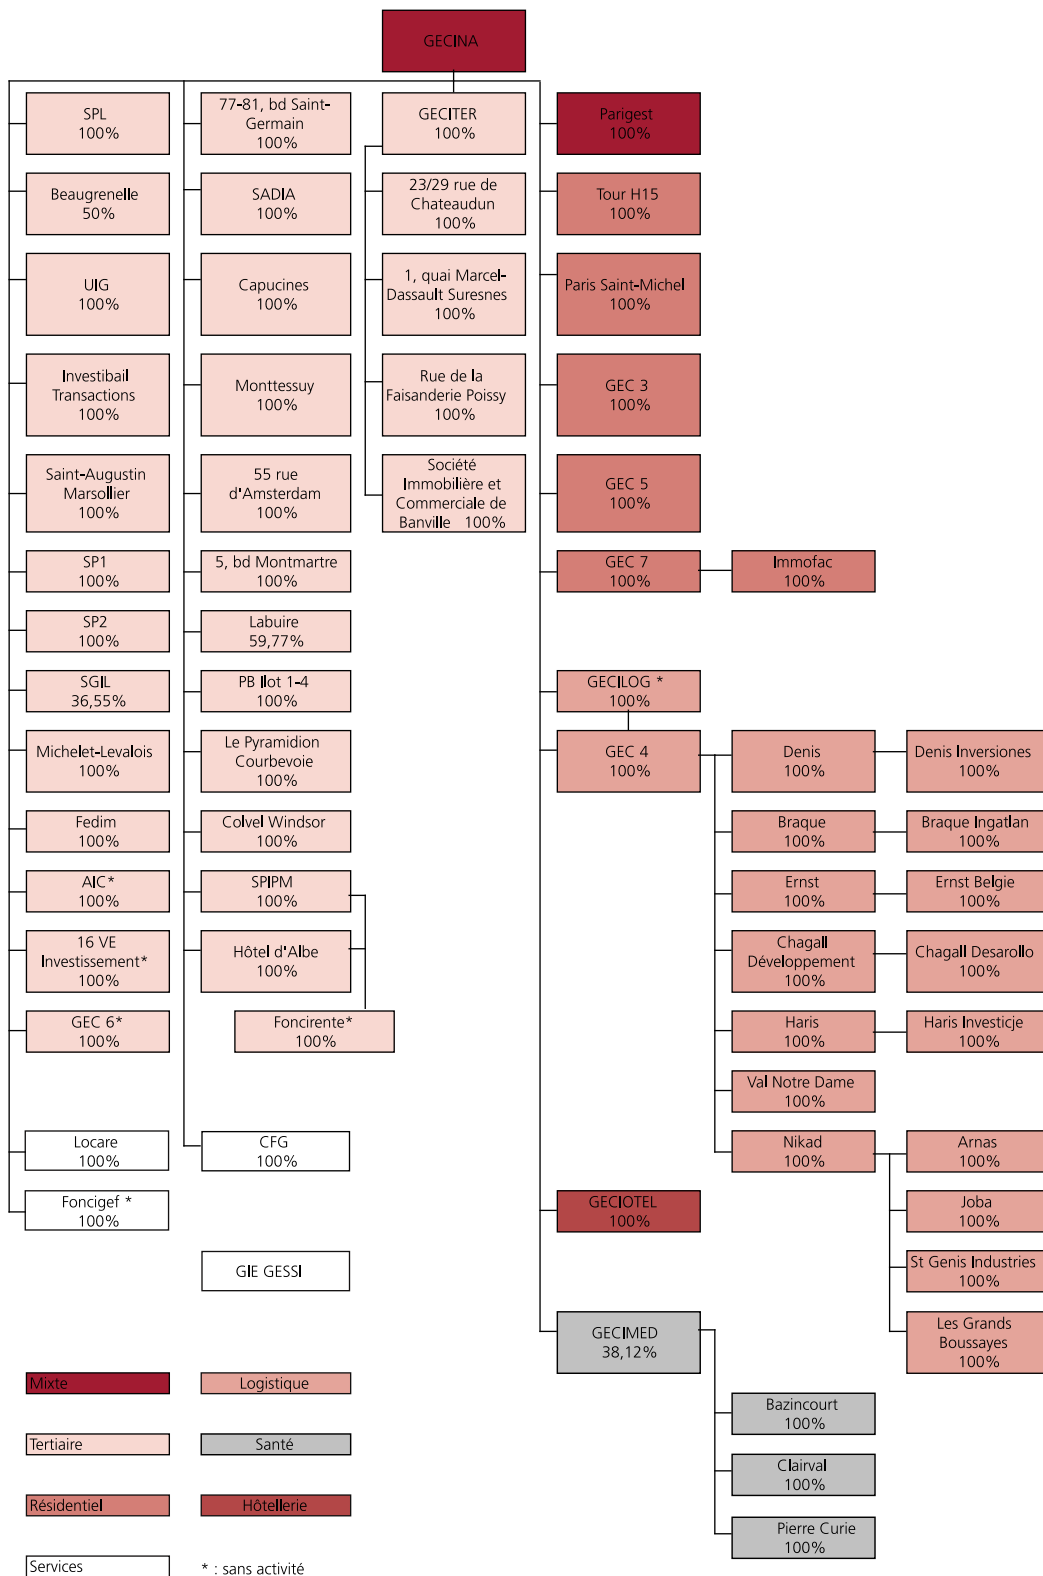 GECINA
SPL
100%
Beaugrenelle
50%
UIG
100%
Investibail
Transactions
100%
Saint-Augustin
Marsollier
100%
SP1
100%
SP2
100%
SGIL
36,55%
Michelet-Levalois
100%
Fedim
100%
AIC*
100%
16 VE
Investissement*
100%
GEC 6*
100%
Locare
100%
Foncigef *
100%
77-81, bd Saint-
Germain
100%
SADIA
100%
Capucines
100%
Monttessuy
100%
55 rue
d'Amsterdam
100%
5, bd Montmartre
100%
Labuire
59,77%
PB Ilot 1-4
100%
Le Pyramidion
Courbevoie
100%
Colvel Windsor
100%
SPIPM
100%
Hôtel d'Albe
100%
Foncirente*
100%
CFG
100%
GIE GESSI
GECITER
100%
23/29 rue de
Chateaudun
100%
1, quai Marcel-
Dassault Suresnes
100%
Rue de la
Faisanderie Poissy
100%
Société
Immobilière et
Commerciale de
Banville 100%
Parigest
100%
Tour H15
100%
Paris Saint-Michel
100%
GEC 3
100%
GEC 5
100%
GEC 7
100%
Immofac
100%
GECILOG *
100%
GEC 4
100%
Denis
100%
Denis Inversiones
100%
Braque
100%
Braque Ingatlan
100%
Ernst
100%
Ernst Belgie
100%
Chagall
Développement
100%
Chagall Desarollo
100%
Haris
100%
Haris Investicje
100%
Val Notre Dame
100%
Nikad
100%
Arnas
100%
Joba
100%
St Genis Industries
100%
Les Grands
Boussayes
100%
GECIOTEL
100%
GECIMED
38,12%
Bazincourt
100%
Clairval
100%
Pierre Curie
100%
Mixte
Logistique
Tertiaire
Santé
Résidentiel
Hôtellerie
Services
* : sans activité